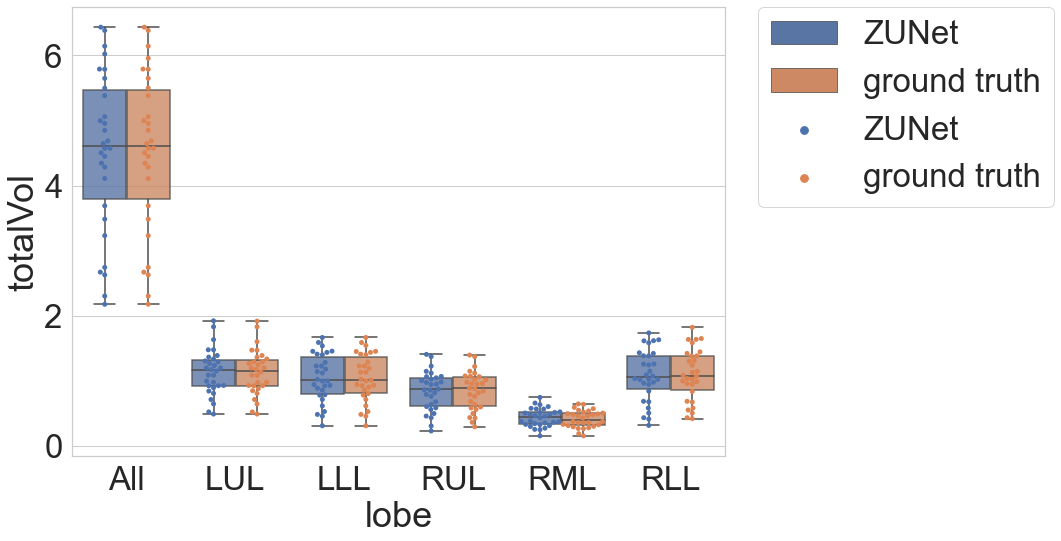 totalVol
6
4
2
0
All LUL LLL RUL RML RLL
lobe
ZUNet
ground truth
ZUNet
ground truth